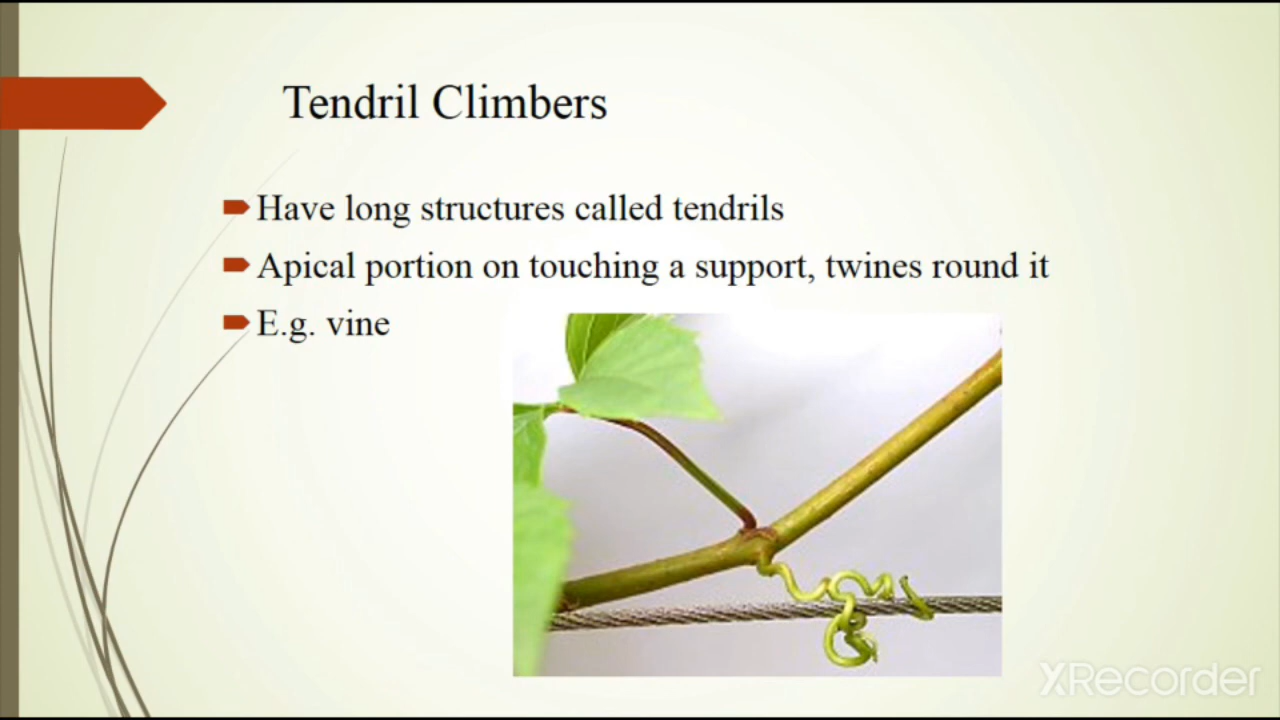 Tendril Climbers
Have long structures called tendrils
Apical portion on touching a support, twines round it
E.g. vine
XRecorder